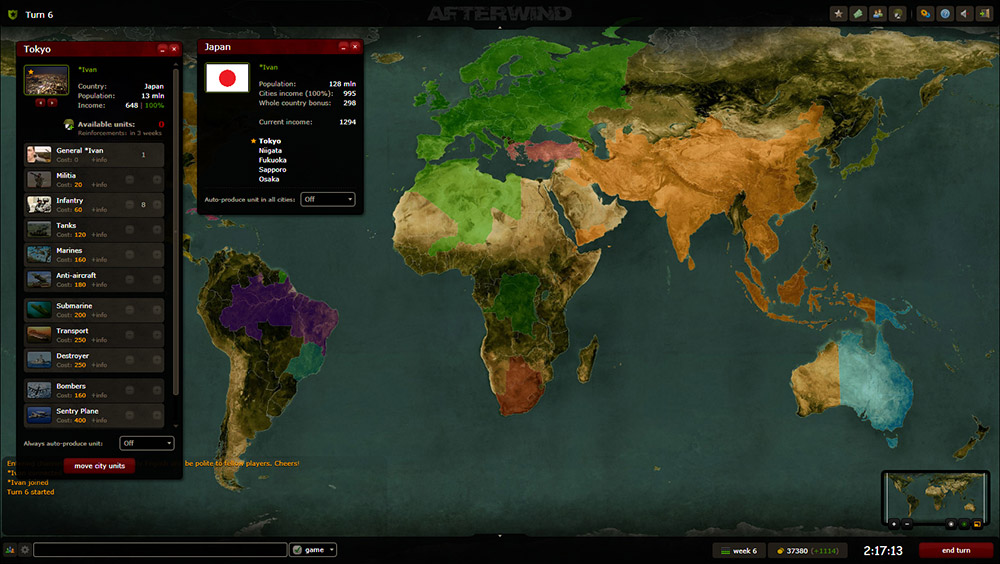 Turn 6
AFTERWIND
Tokyo
*Ivan
Country: Japan
Population: 13 mln
Income: 648 | 100%
Available units: 0
Reinforcements: in 3 weeks
General *Ivan
Cost: 0 +info
1
Militia
Cost: 20 +info
Infantry
Cost: 60 +info
8
Tanks
Cost: 120 +info
Marines
Cost: 160 +info
Anti-aircraft
Cost: 180 +info
Submarine
Cost: 200 +info
Transport
Cost: 250 +info
Destroyer
Cost: 250 +info
Bombers
Cost: 160 +info
Sentry Plane
Cost: 400 +info
Always auto-produce unit: Off
move city units
Japan
*Ivan
Population: 128 mln
Cities income (100%): 995
Whole country bonus: 298
Current income: 1294
Tokyo
Niigata
Fukuoka
Sapporo
Osaka
Auto-produce unit in all cities: Off
be polite to fellow players. Cheers!
*Ivan joined
Turn 6 started
game
week 6
37380 (+1114)
2:17:13
end turn